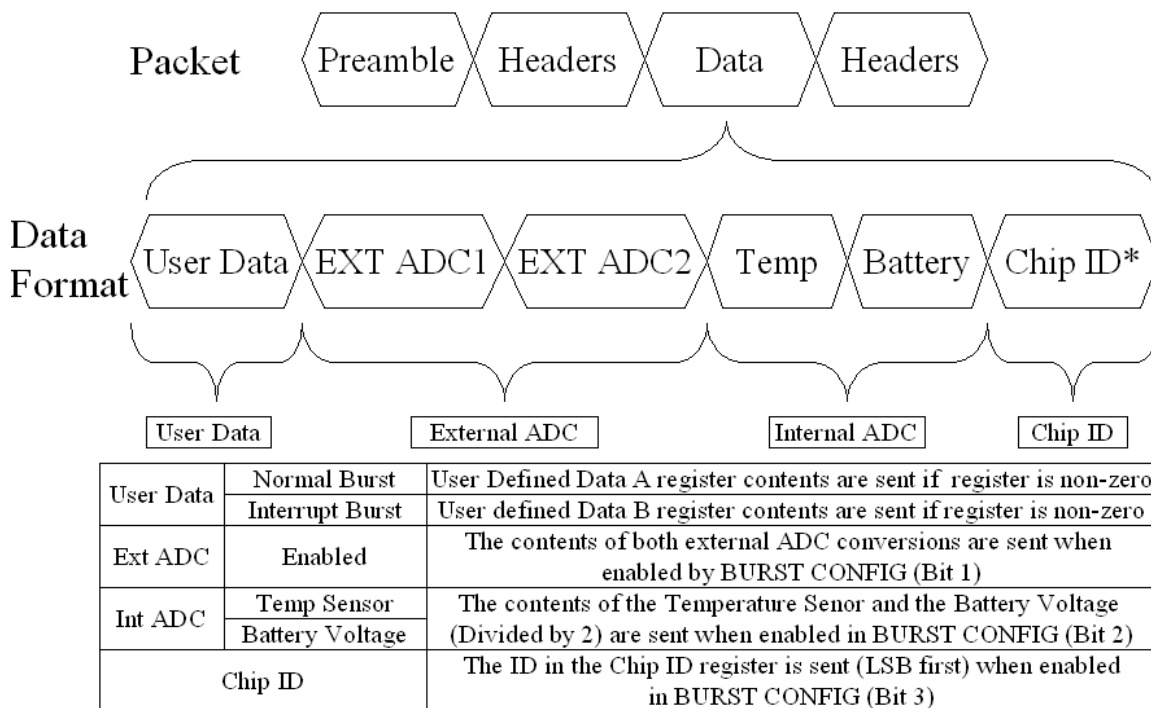 Packet
Preamble Headers Data Headers
Data
Format
User Data EXT ADC1 EXT ADC2 Temp Battery Chip ID*
User Data External ADC Internal ADC Chip ID
User Data Normal Burst User Defined Data A register contents are sent if register is non-zero
Interrupt Burst User defined Data B register contents are sent if register is non-zero
Ext ADC Enabled The contents of both external ADC conversions are sent when
enabled by BURST CONFIG (Bit 1)
Int ADC Temp Sensor The contents of the Temperature Senor and the Battery Voltage
Battery Voltage (Divided by 2) are sent when enabled in BURST CONFIG (Bit 2)
Chip ID The ID in the Chip ID register is sent (LSB first) when enabled
in BURST CONFIG (Bit 3)